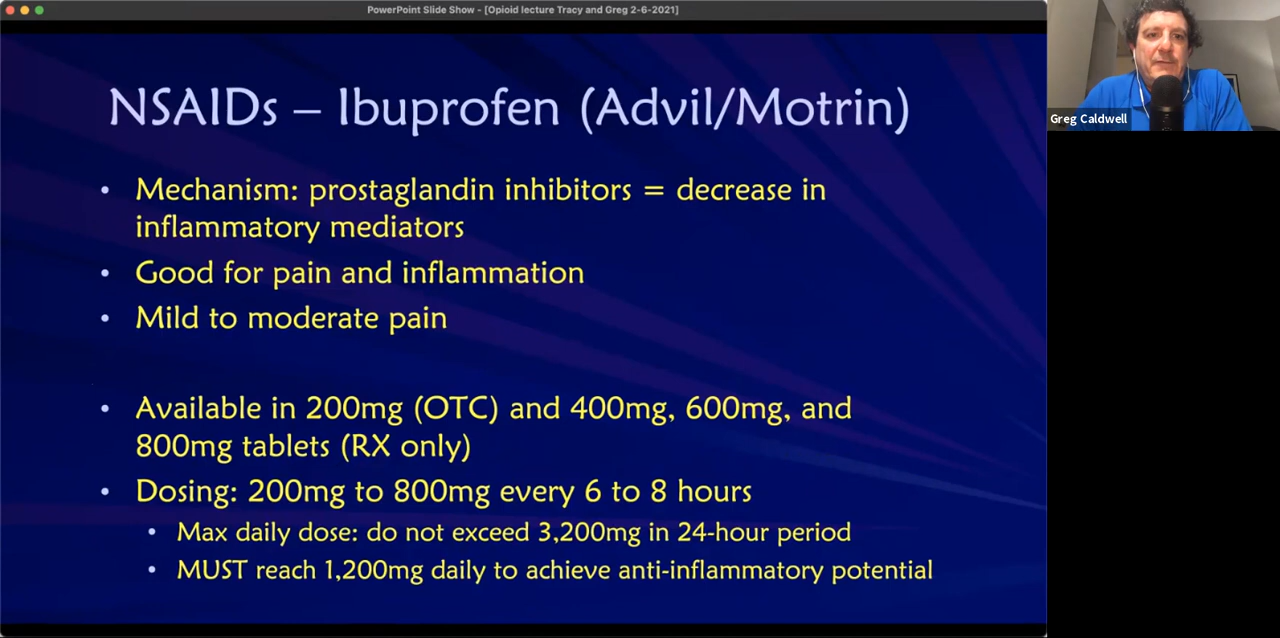 PowerPoint Slide Show - [Opioid lecture Tracy and Greg 2-6-2021]
NSAIDs – Ibuprofen (Advil/Motrin)
• Mechanism: prostaglandin inhibitors = decrease in
inflammatory mediators
• Good for pain and inflammation
• Mild to moderate pain
• Available in 200mg (OTC) and 400mg, 600mg, and
800mg tablets (RX only)
• Dosing: 200mg to 800mg every 6 to 8 hours
• Max daily dose: do not exceed 3,200mg in 24-hour period
• MUST reach 1,200mg daily to achieve anti-inflammatory potential
Greg Caldwell